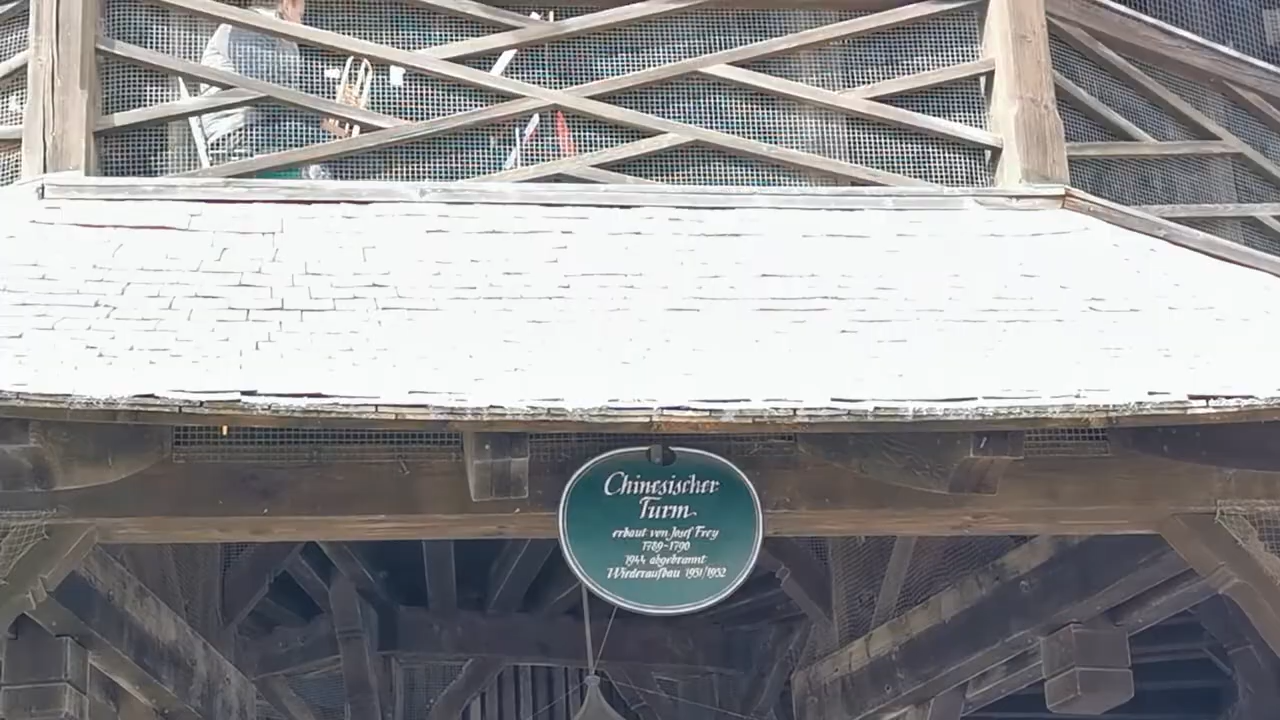 Chinesischer
Turm
erbaut von Josef Frey
1789-1790
1944 abgebrannt
Wiederaufbau 1951/1952